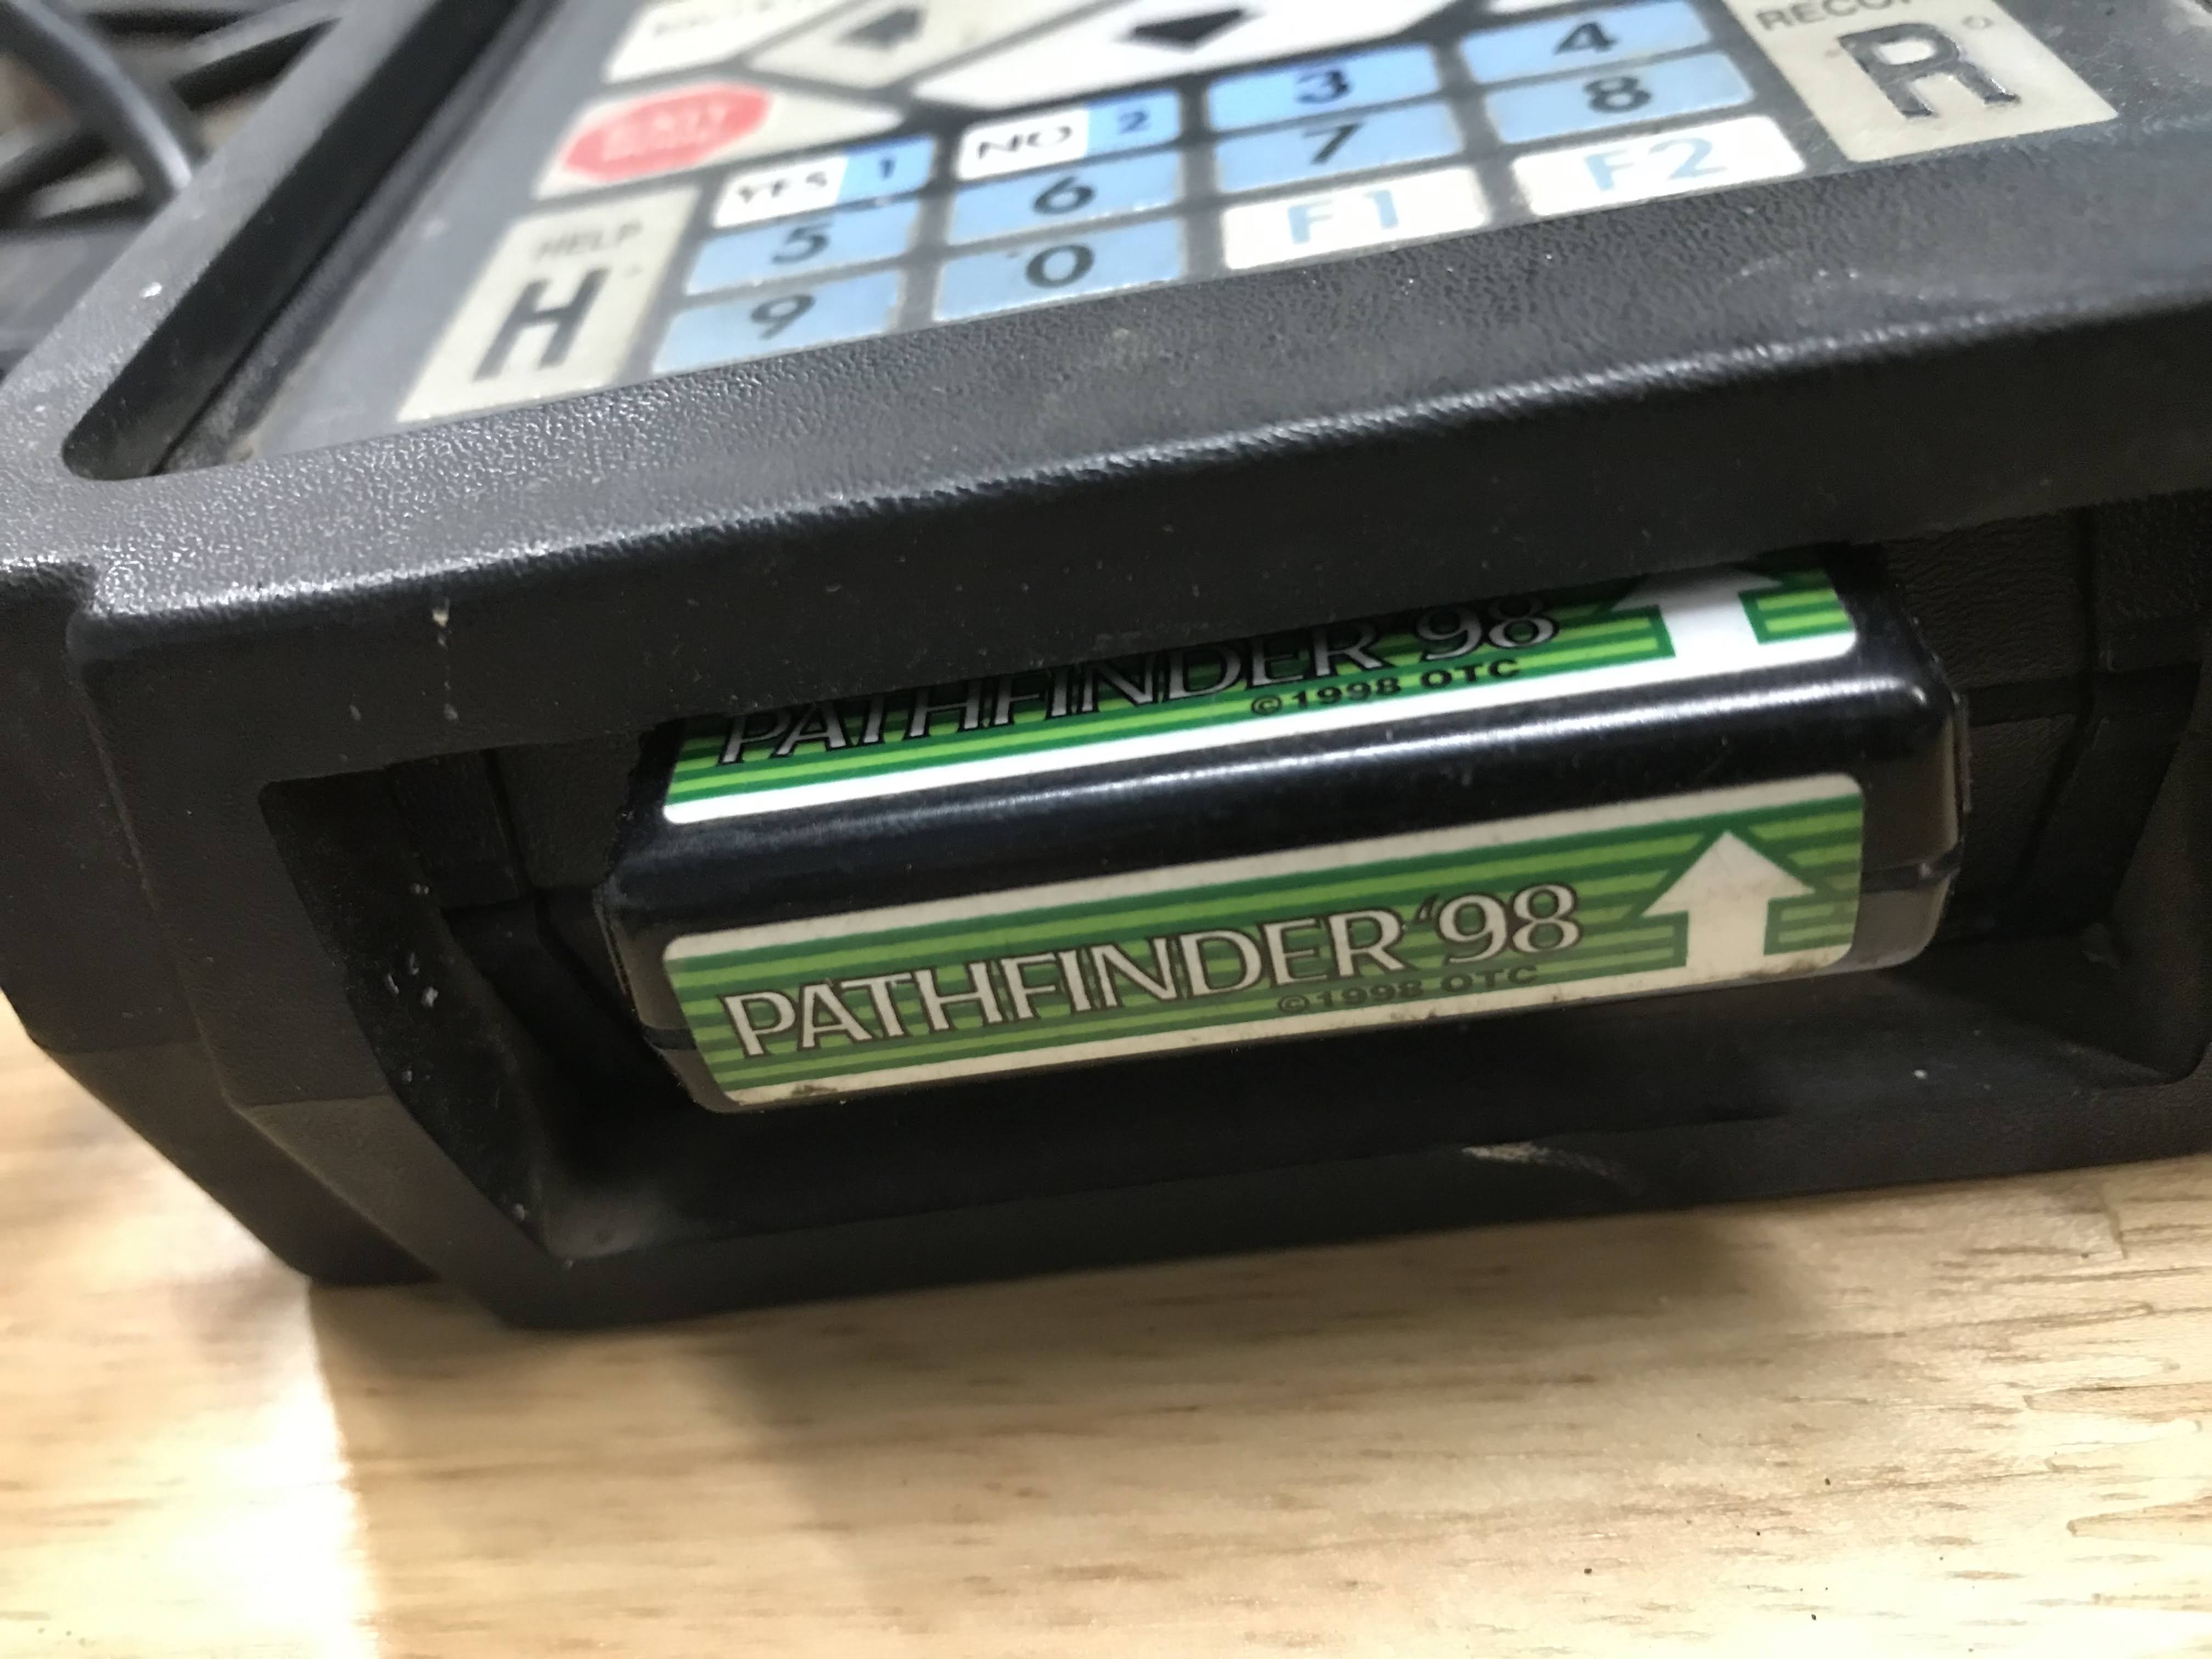 RECO
R
EXIT
YES 1
NO 2
3
4
HELP
H
5
6
7
8
9
0
F1
F2
PATHFINDER '98
©1998 OTC
PATHFINDER '98
©1998 OTC